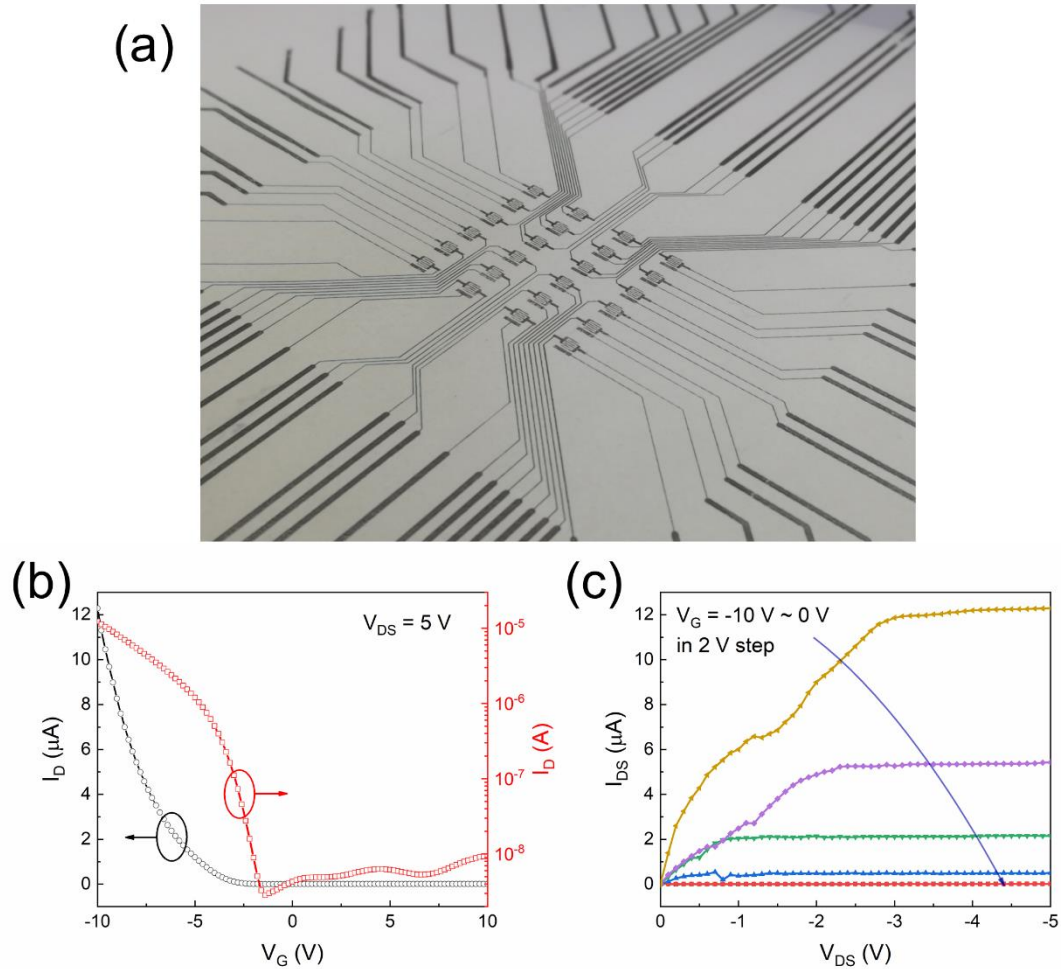 (a)
(b)
12
10
8
6
4
2
0
I_D (μA)
V_DS = 5 V
10^-5
10^-6
10^-7
10^-8
I_D (A)
-10
-5
0
5
10
V_G (V)
(c)
12
10
8
6
4
2
0
I_DS (μA)
V_G = -10 V ~ 0 V
in 2 V step
0
-1
-2
-3
-4
-5
V_DS (V)